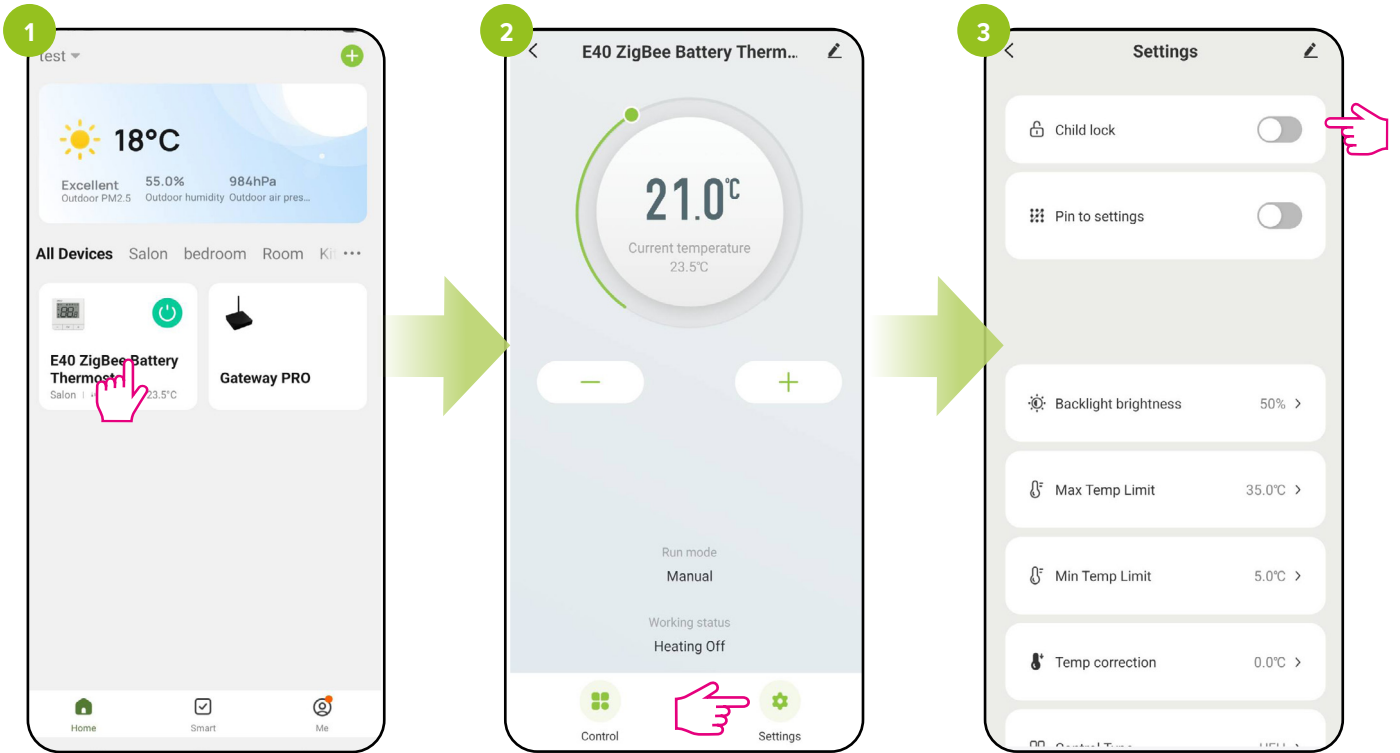 1
test
18°C
Excellent
Outdoor PM2.5
55.0%
Outdoor humidity
984hPa
Outdoor air pres...
All Devices Salon bedroom Room Kit
E40 ZigBee Battery
Salon
23.5°C
Gateway PRO
Home
Smart
Me
2
E40 ZigBee Battery Therm...
21.0°C
Current temperature
23.5°C
Run mode
Manual
Working status
Heating Off
Control
Settings
3
Settings
Child lock
Pin to settings
Backlight brightness 50%
Max Temp Limit 35.0°C
Min Temp Limit 5.0°C
Temp correction 0.0°C
Control Type